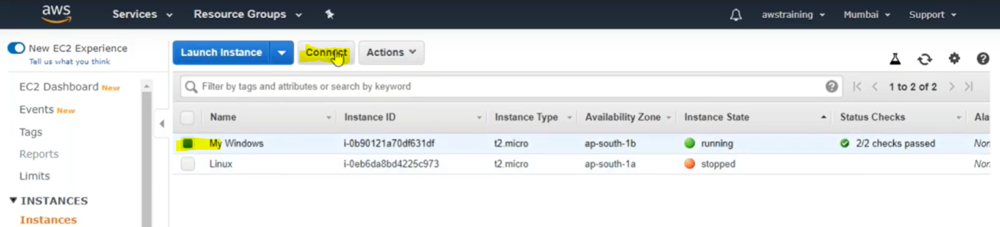 aws Services Resource Groups awstraining Mumbai Support
New EC2 Experience
Tell us what you think
Launch Instance Connect Actions
EC2 Dashboard New
Filter by tags and attributes or search by keyword 1 to 2 of 2
Events New
Name Instance ID Instance Type Availability Zone Instance State Status Checks Ala
Tags
My Windows i-0b90121a70df631df t2.micro ap-south-1b running 2/2 checks passed Nor
Reports
Linux i-0eb6da8bd4225c973 t2.micro ap-south-1a stopped Nor
Limits
INSTANCES
Instances